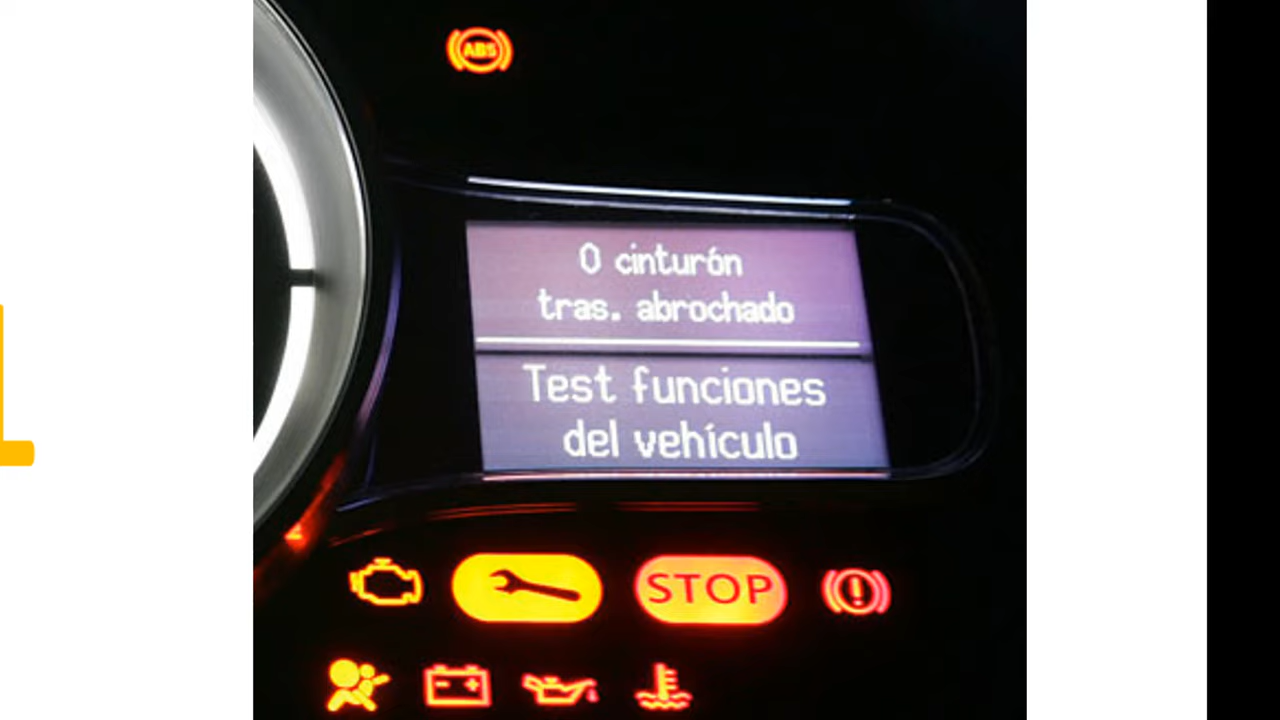 ABS
0 cinturón
tras. abrochado
Test funciones
del vehículo
STOP